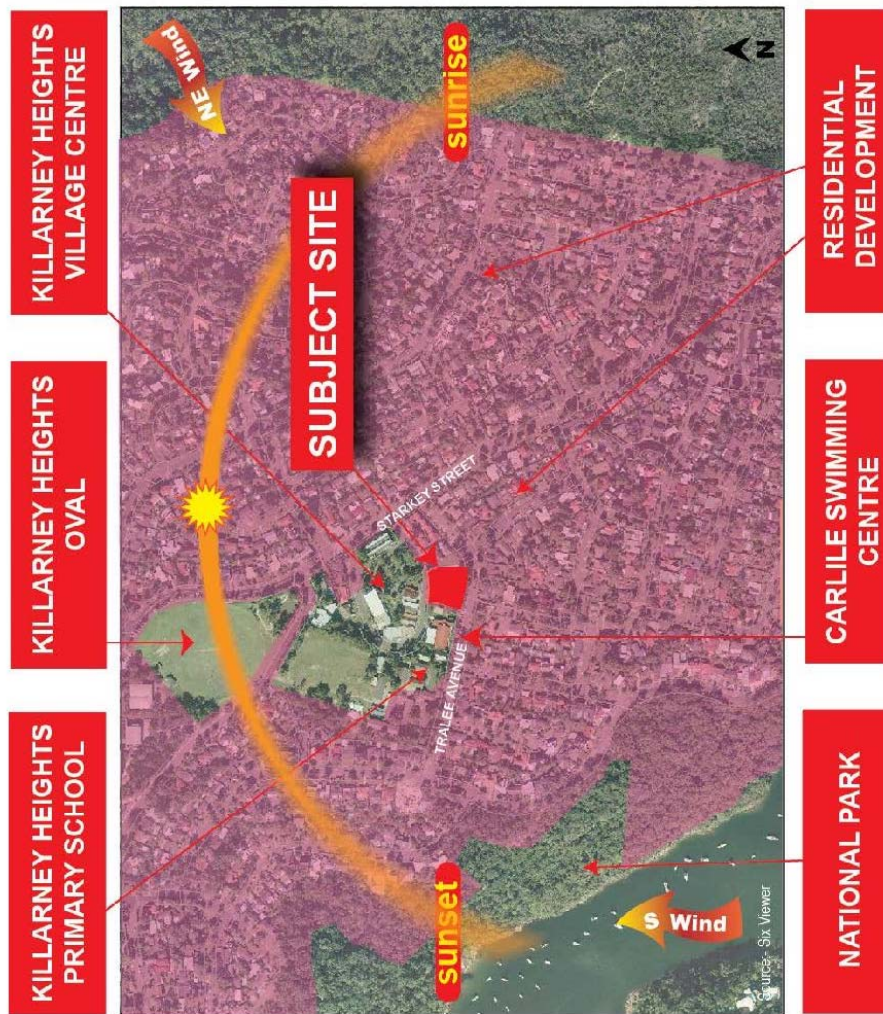 KILLARNEY HEIGHTS
PRIMARY SCHOOL
KILLARNEY HEIGHTS
OVAL
KILLARNEY HEIGHTS
VILLAGE CENTRE
NE Wind
SUBJECT SITE
STARKEY STREET
TRALEE AVENUE
sunset
sunrise
S Wind
N
Source:- Six Viewer
NATIONAL PARK
CARLILE SWIMMING
CENTRE
RESIDENTIAL
DEVELOPMENT